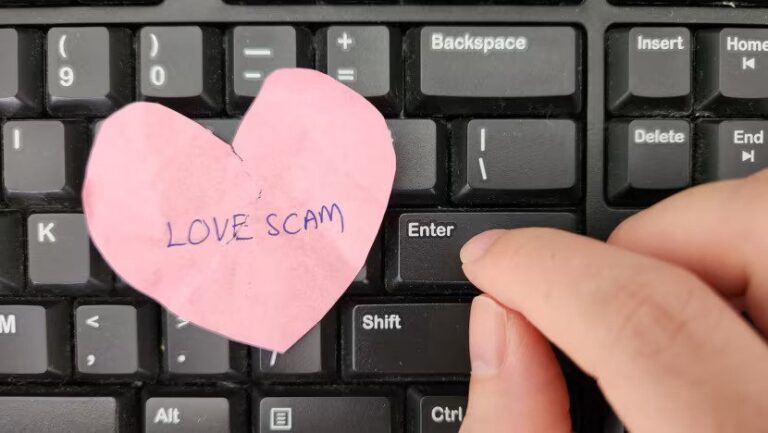 ( ) — +
9 0 - = Backspace Insert Home
I | \ Delete End
LOVE SCAM
K Enter
M < , > / Shift
Alt Ctrl